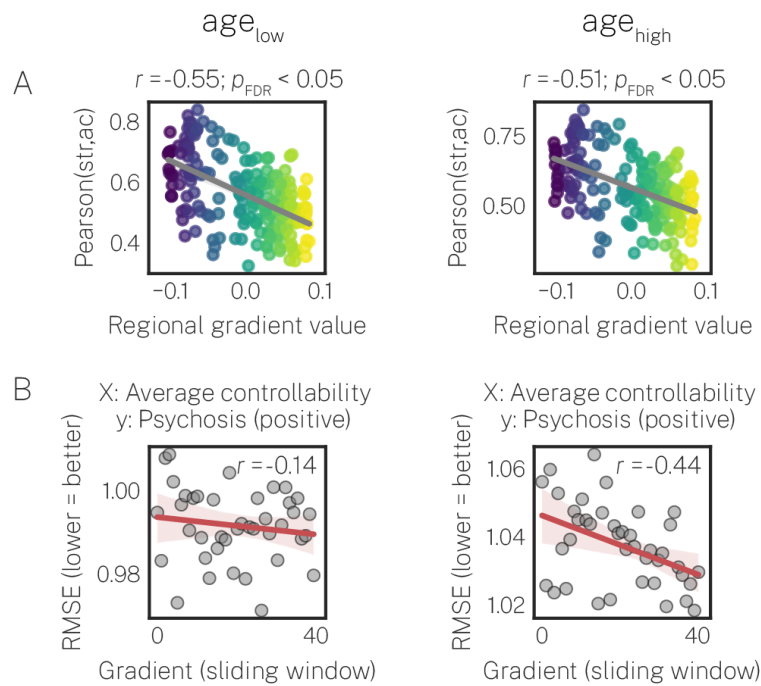 age_low
age_high
A
r =-0.55; p_FDR < 0.05
r =-0.51; p_FDR < 0.05
Pearson(str,ac)
0.8
0.6
0.4
−0.1
0.0
0.1
Regional gradient value
Pearson(str,ac)
0.75
0.50
−0.1
0.0
0.1
Regional gradient value
B
X: Average controllability
y: Psychosis (positive)
RMSE (lower = better)
r =-0.14
1.00
0.98
0
40
Gradient (sliding window)
X: Average controllability
y: Psychosis (positive)
RMSE (lower = better)
r =-0.44
1.06
1.04
1.02
0
40
Gradient (sliding window)